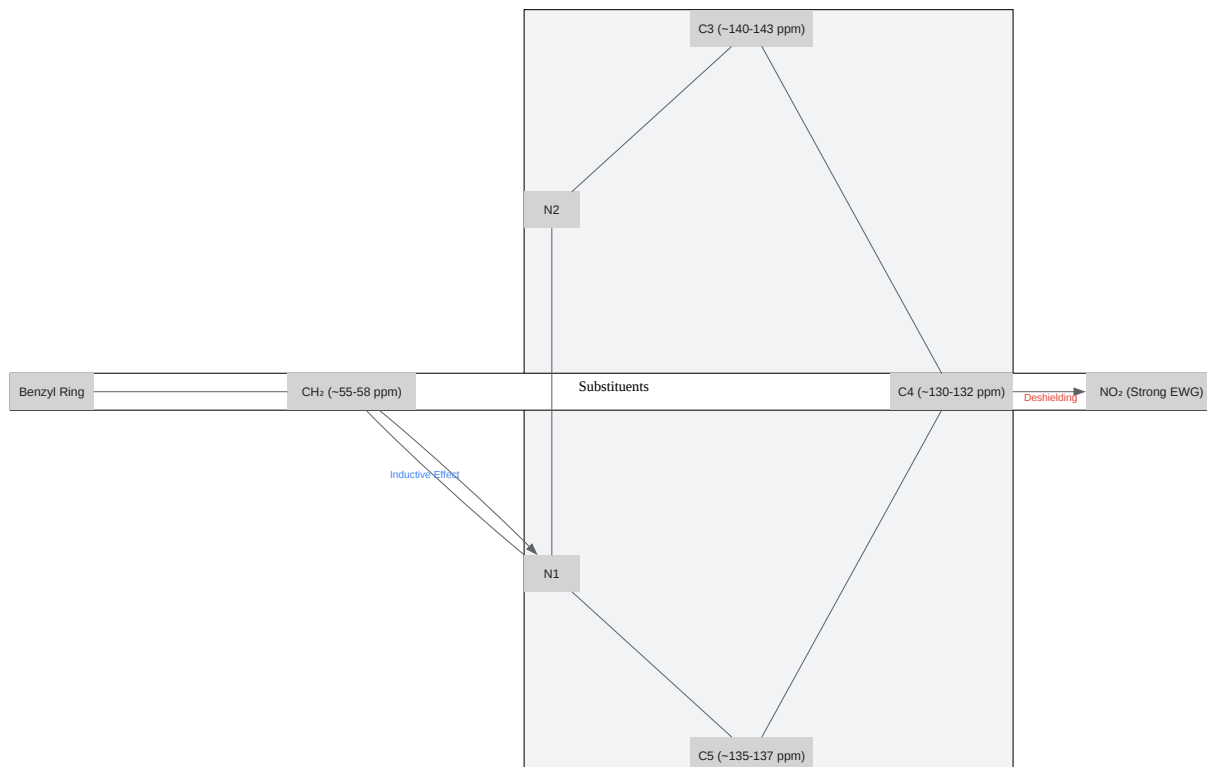 C3 (~140-143 ppm)
N2
Benzyl Ring
CH₂ (~55-58 ppm)
Substituents
C4 (~130-132 ppm)
Deshielding
NO₂ (Strong EWG)
Inductive Effect
N1
C5 (~135-137 ppm)